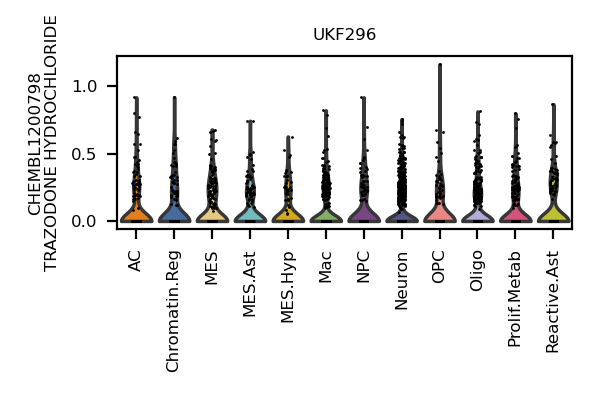 UKF296
CHEMBL1200798
TRAZODONE HYDROCHLORIDE
1.0
0.5
0.0
AC
Chromatin.Reg
MES
MES.Ast
MES.Hyp
Mac
NPC
Neuron
OPC
Oligo
Prolif.Metab
Reactive.Ast